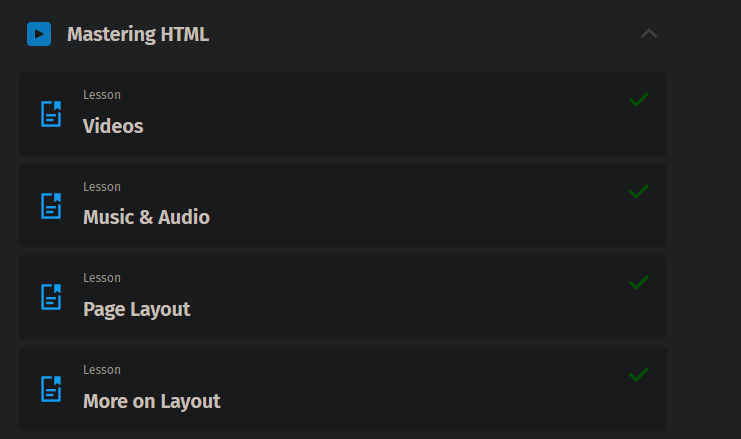 Mastering HTML
Lesson
Videos
Lesson
Music & Audio
Lesson
Page Layout
Lesson
More on Layout